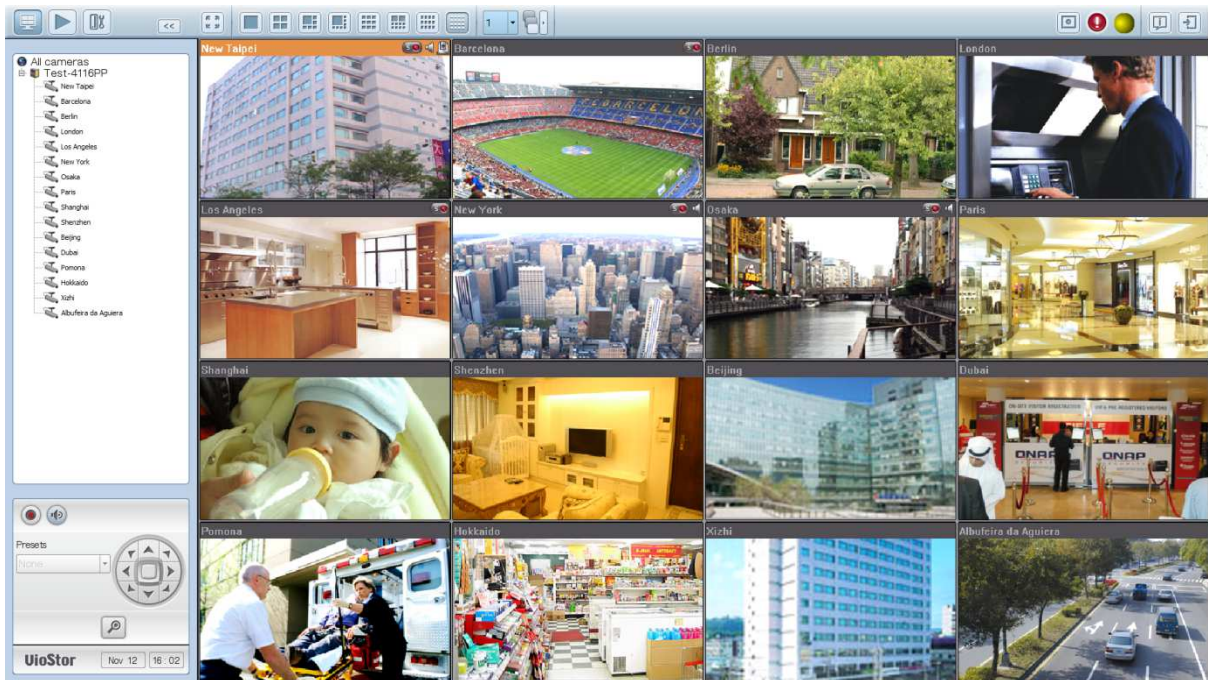 <<
1
All cameras
Test-4116PP
New Taipei
Barcelona
Berlin
London
Los Angeles
New York
Osaka
Paris
Shanghai
Shenzhen
Beijing
Dubai
Pomona
Hokkaido
Xizhi
Albufeira da Aguiera
Presets
None
VioStor
Nov 12
16:02
New Taipei
Barcelona
Berlin
London
Los Angeles
New York
Osaka
Paris
Shanghai
Shenzhen
Beijing
Dubai
QNAP
QNAP
Pomona
Hokkaido
Xizhi
Albufeira da Aguiera